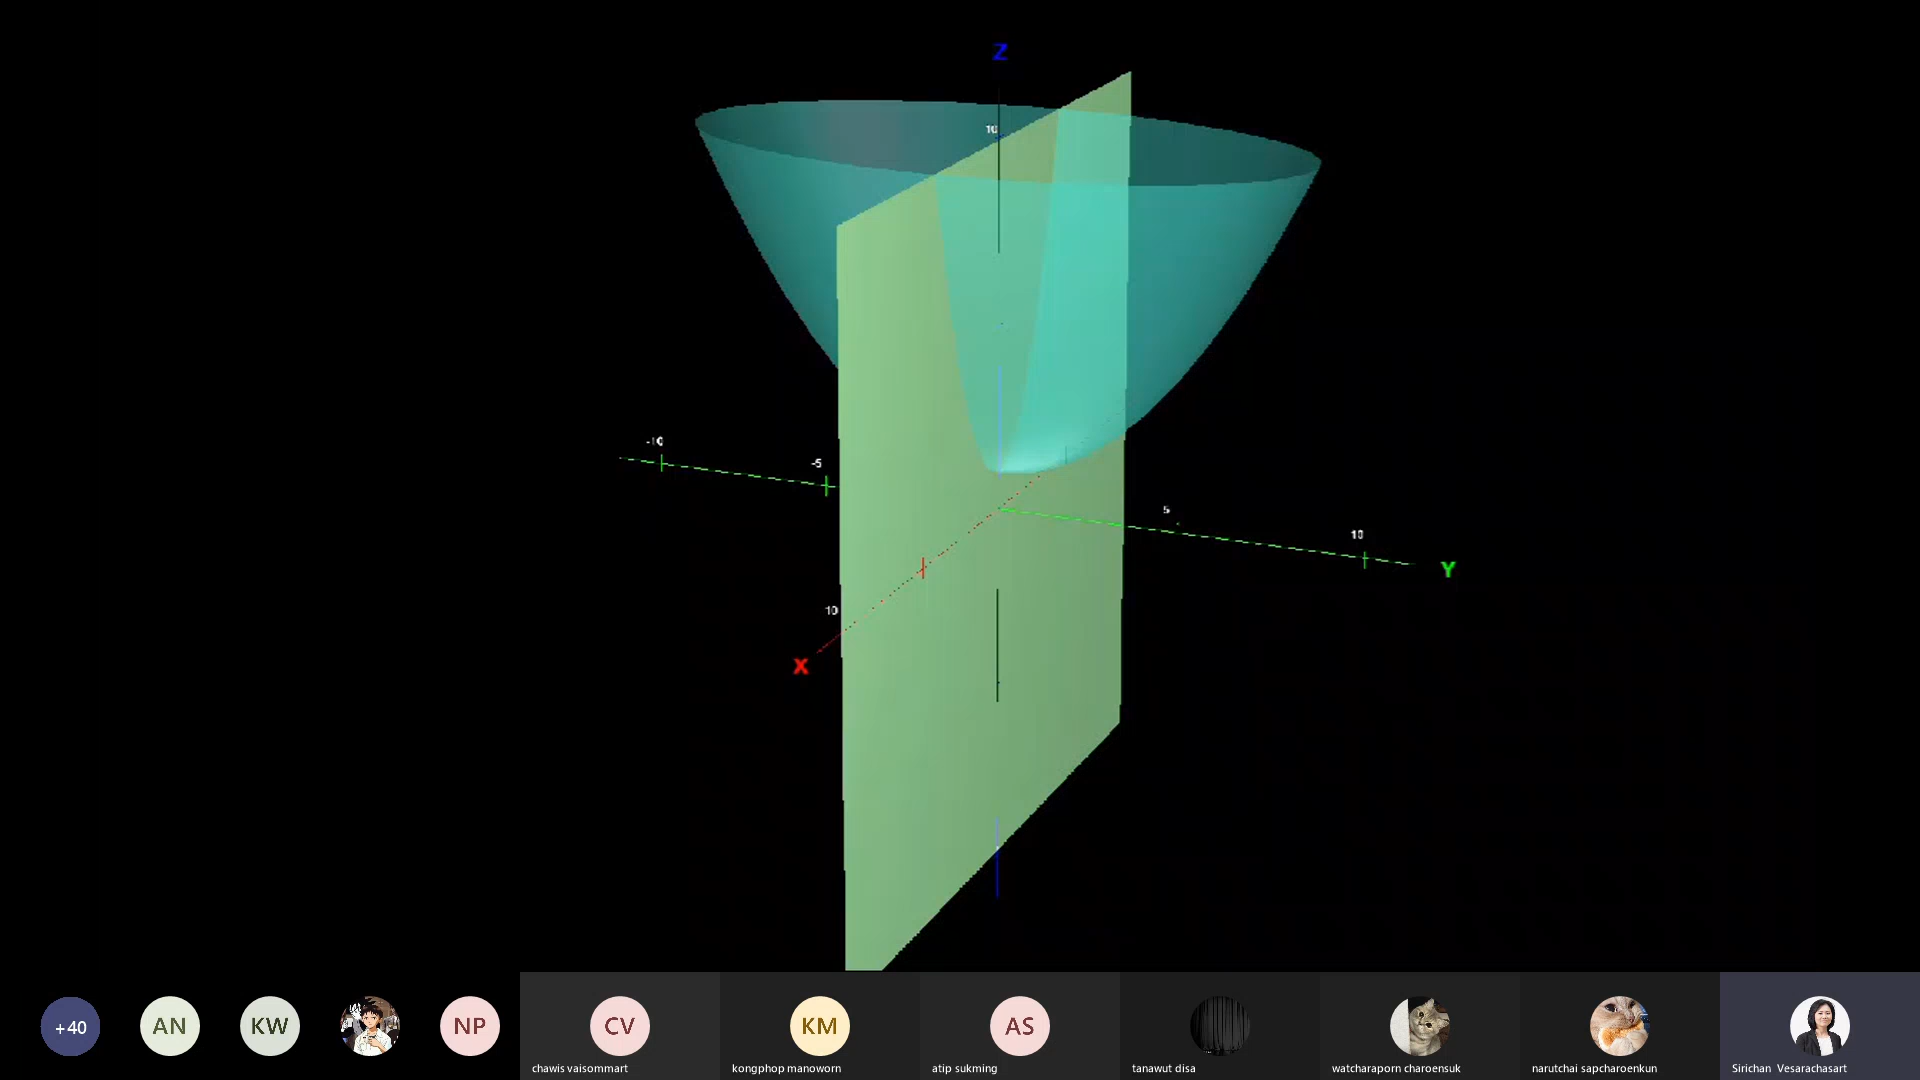 Z
10
-10
-5
5
10
Y
10
X
+40
AN
KW
NP
CV
KM
AS
chawis vaisommart
kongphop manoworn
atip sukming
tanawut disa
watcharaporn charoensuk
narutchai sapcharoenkun
Sirichan Vesarachasart